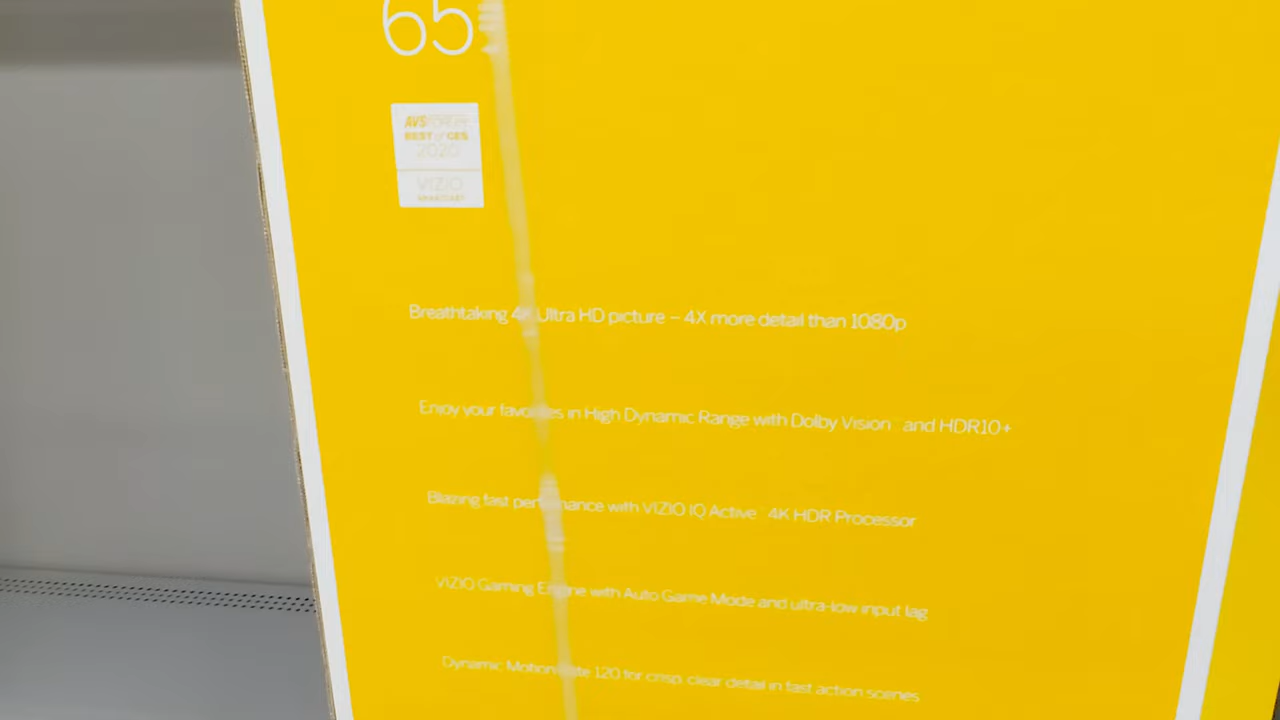 65
AVSFORUM
BEST of CES
2020
VIZIO
SMARTCAST
Breathtaking 4K Ultra HD picture – 4X more detail than 1080p
Enjoy your favorites in High Dynamic Range with Dolby Vision and HDR10+
Blazing fast performance with VIZIO IQ Active 4K HDR Processor
VIZIO Gaming Engine with Auto Game Mode and ultra-low input lag
Dynamic Motion Rate 120 for crisp, clear detail in fast action scenes